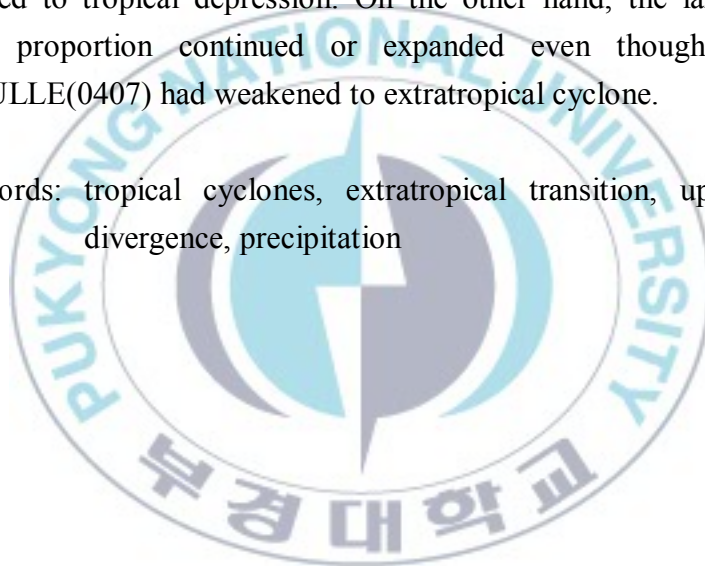 ed to tropical depression. On the other hand, the la
proportion continued or expanded even though
ULLE(0407) had weakened to extratropical cyclone.
ords: tropical cyclones, extratropical transition, up
divergence, precipitation
PUKYONG NATIONAL UNIVERSITY
부경대학교